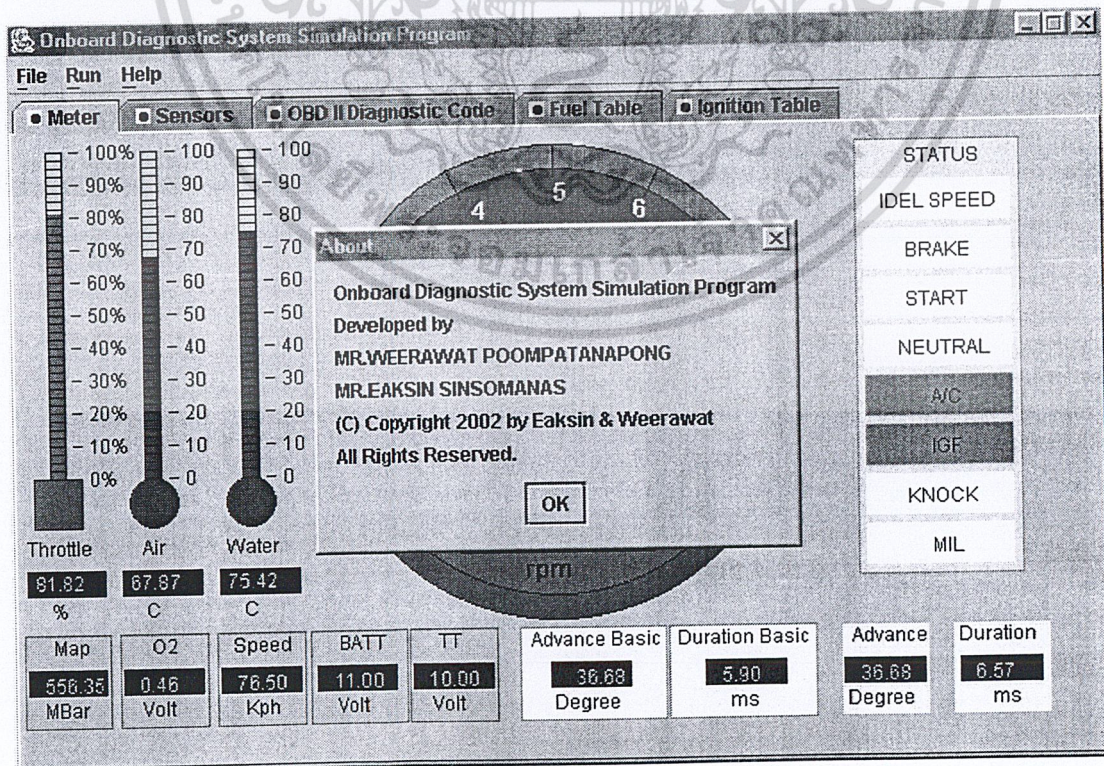 Onboard Diagnostic System Simulation Program
File Run Help
Meter Sensors OBD II Diagnostic Code Fuel Table Ignition Table
100%
90%
80%
70%
60%
50%
40%
30%
20%
10%
0%
100
90
80
70
60
50
40
30
20
10
0
100
90
80
70
60
50
40
30
20
10
0
Throttle Air Water
81.82 67.87 75.42
% C C
4 5 6
rpm
About
Onboard Diagnostic System Simulation Program
Developed by
MR.WEERAWAT POOMPATANAPONG
MR.EAKSIN SINSOMANAS
(C) Copyright 2002 by Eaksin & Weerawat
All Rights Reserved.
OK
STATUS
IDEL SPEED
BRAKE
START
NEUTRAL
A/C
IGF
KNOCK
MIL
Map O2 Speed BATT TT Advance Basic Duration Basic Advance Duration
556.35 0.46 76.50 11.00 10.00 36.68 5.90 36.68 6.57
MBar Volt Kph Volt Volt Degree ms Degree ms